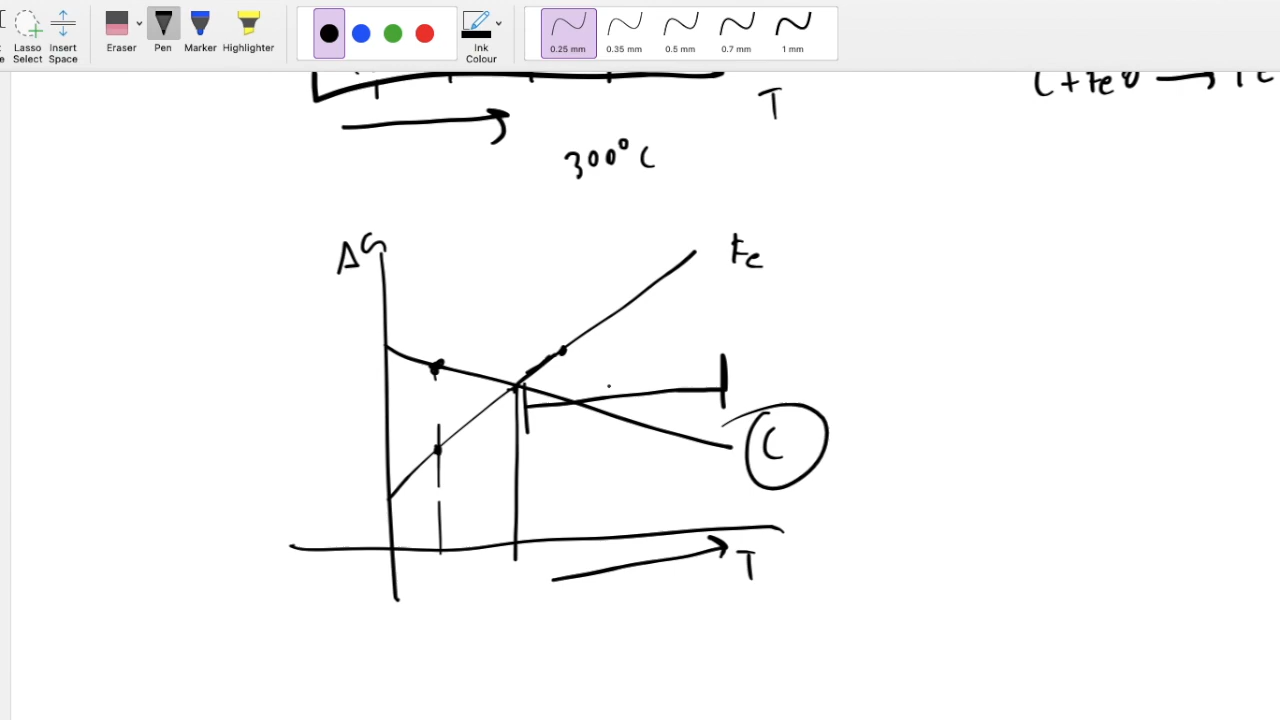 Lasso Select
Insert Space
Eraser
Pen
Marker
Highlighter
Ink Colour
0.25 mm
0.35 mm
0.5 mm
0.7 mm
1 mm
T
300°C
ΔG
Fe
C
T